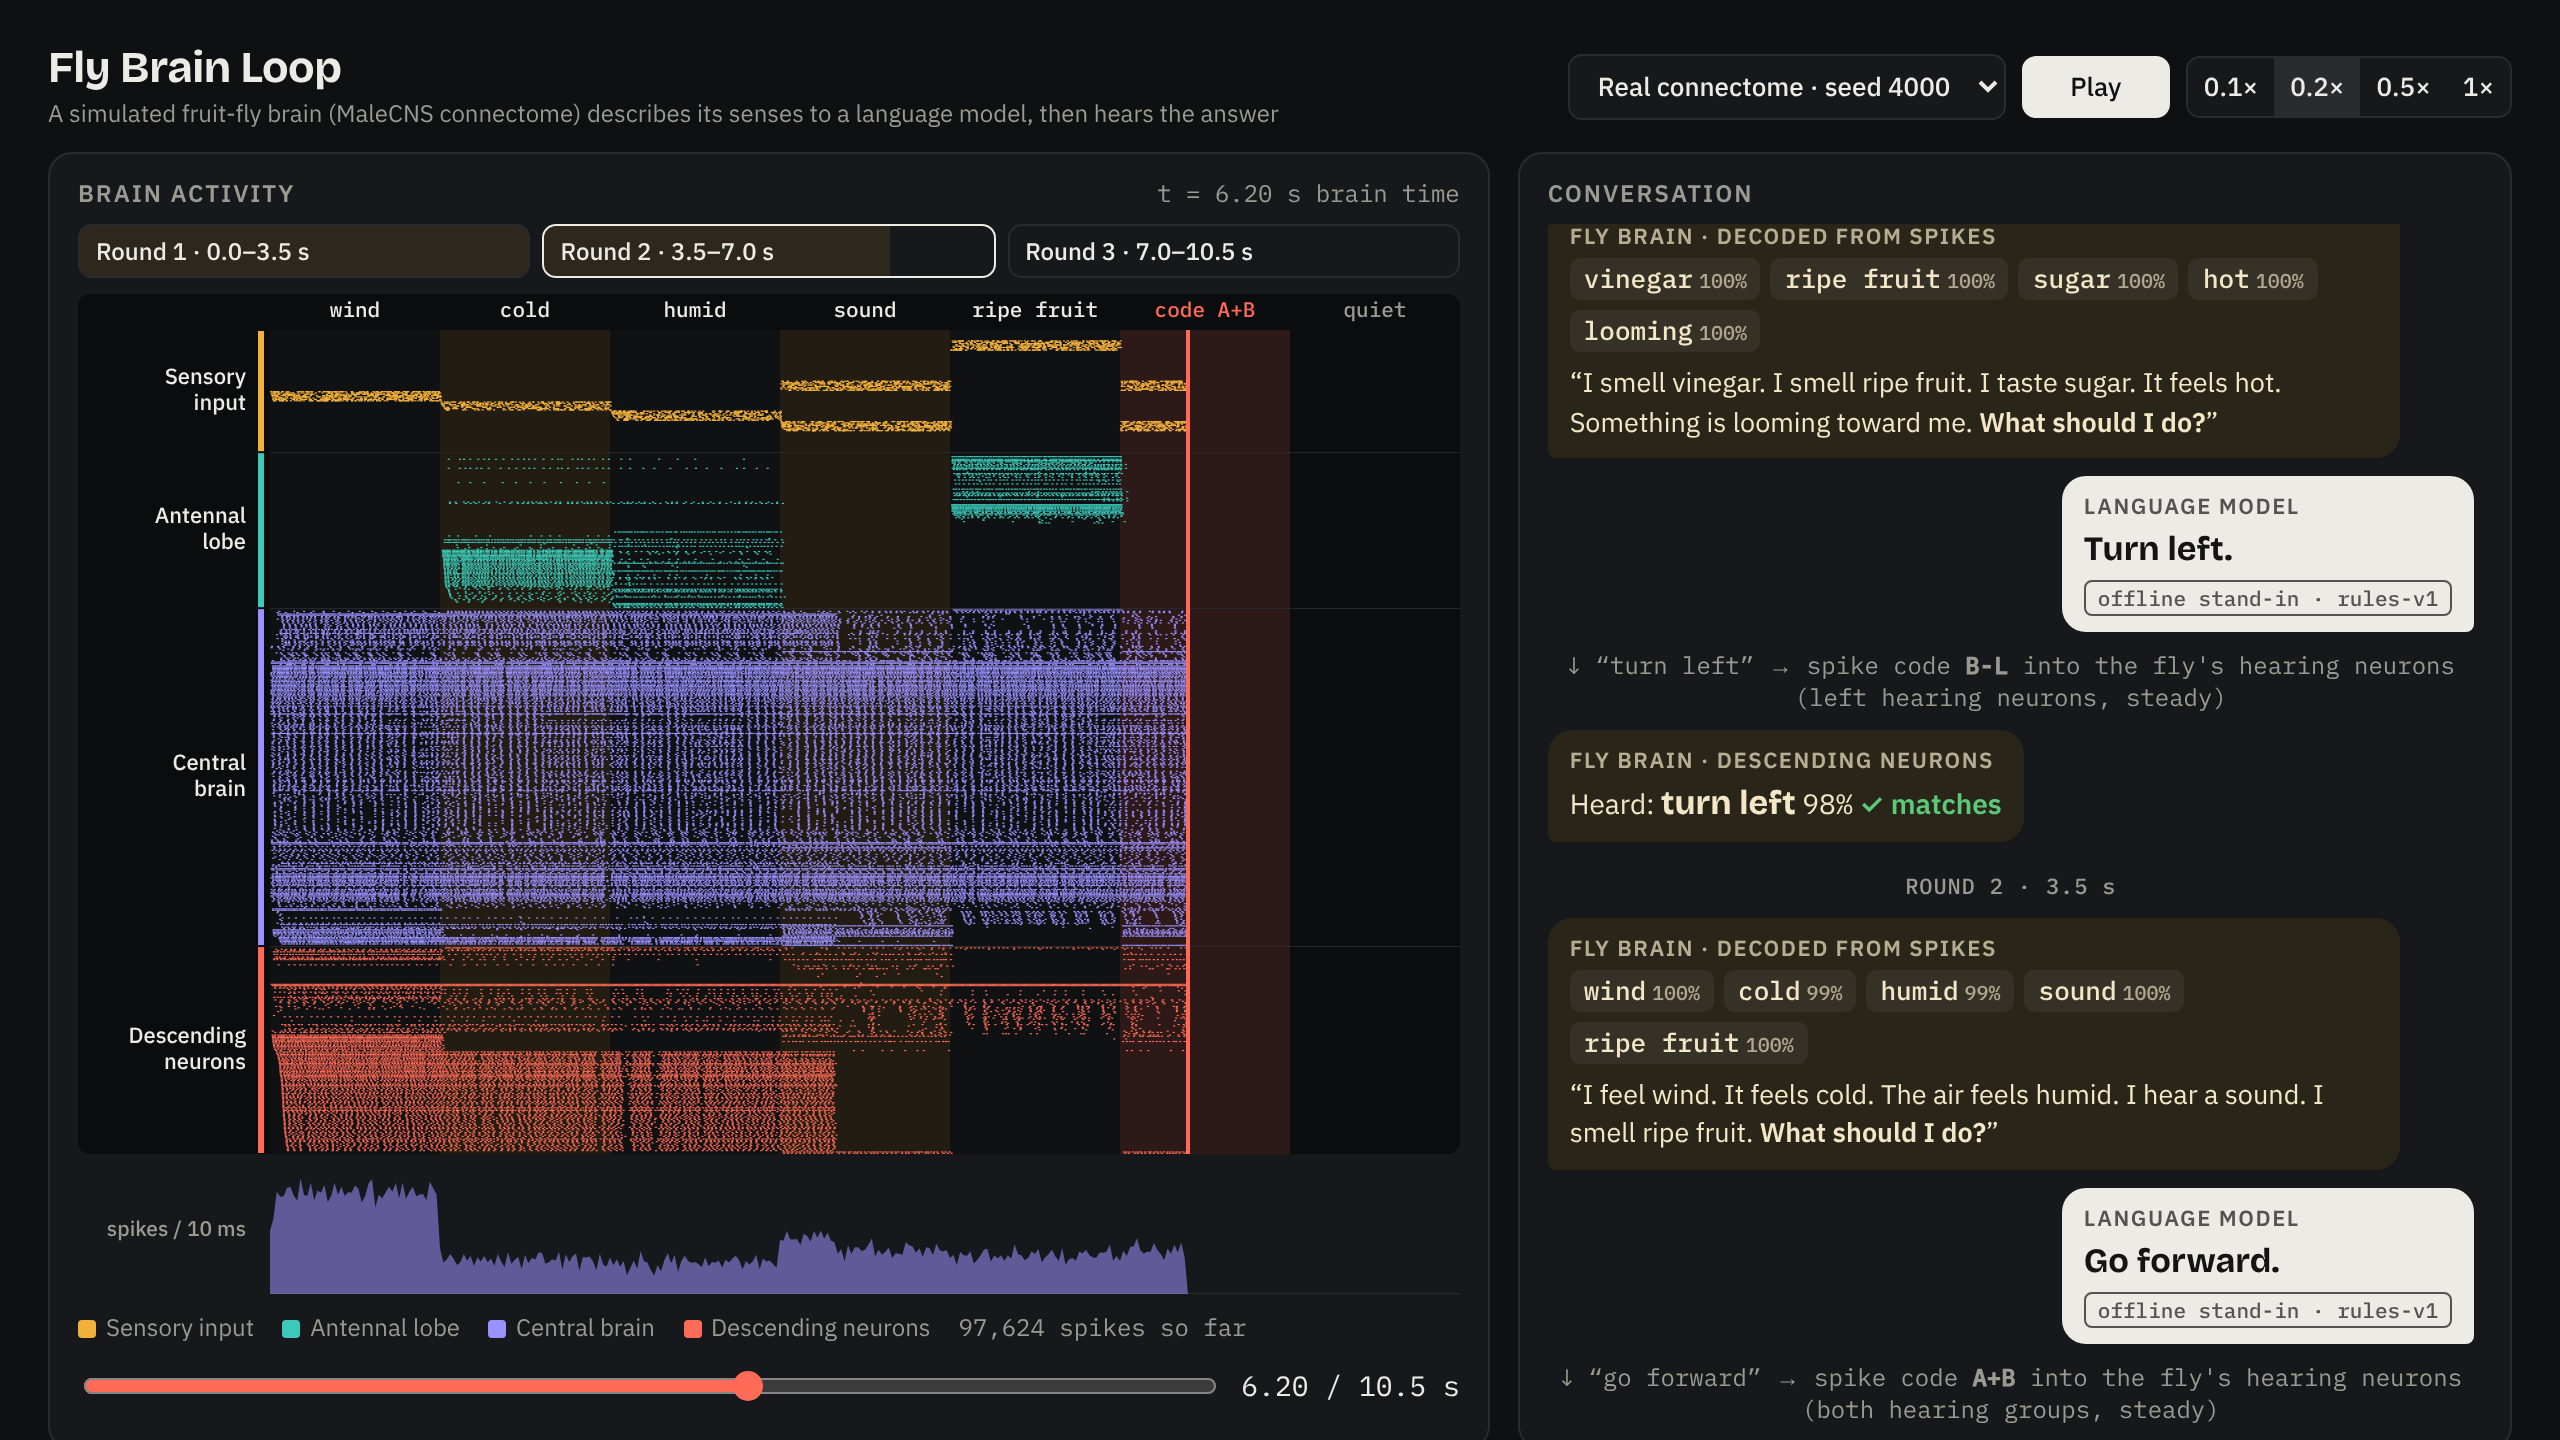 Fly Brain Loop
A simulated fruit-fly brain (MaleCNS connectome) describes its senses to a language model, then hears the answer
Real connectome · seed 4000
Play
0.1× 0.2× 0.5× 1×
BRAIN ACTIVITY
t = 6.20 s brain time
Round 1 · 0.0–3.5 s
Round 2 · 3.5–7.0 s
Round 3 · 7.0–10.5 s
wind cold humid sound ripe fruit code A+B quiet
Sensory
input
Antennal
lobe
Central
brain
Descending
neurons
spikes / 10 ms
Sensory input Antennal lobe Central brain Descending neurons 97,624 spikes so far
6.20 / 10.5 s
CONVERSATION
FLY BRAIN · DECODED FROM SPIKES
vinegar 100% ripe fruit 100% sugar 100% hot 100%
looming 100%
“I smell vinegar. I smell ripe fruit. I taste sugar. It feels hot.
Something is looming toward me. What should I do?”
LANGUAGE MODEL
Turn left.
offline stand-in · rules-v1
↓ “turn left” → spike code B-L into the fly's hearing neurons
(left hearing neurons, steady)
FLY BRAIN · DESCENDING NEURONS
Heard: turn left 98% ✓ matches
ROUND 2 · 3.5 s
FLY BRAIN · DECODED FROM SPIKES
wind 100% cold 99% humid 99% sound 100%
ripe fruit 100%
“I feel wind. It feels cold. The air feels humid. I hear a sound. I
smell ripe fruit. What should I do?”
LANGUAGE MODEL
Go forward.
offline stand-in · rules-v1
↓ “go forward” → spike code A+B into the fly's hearing neurons
(both hearing groups, steady)